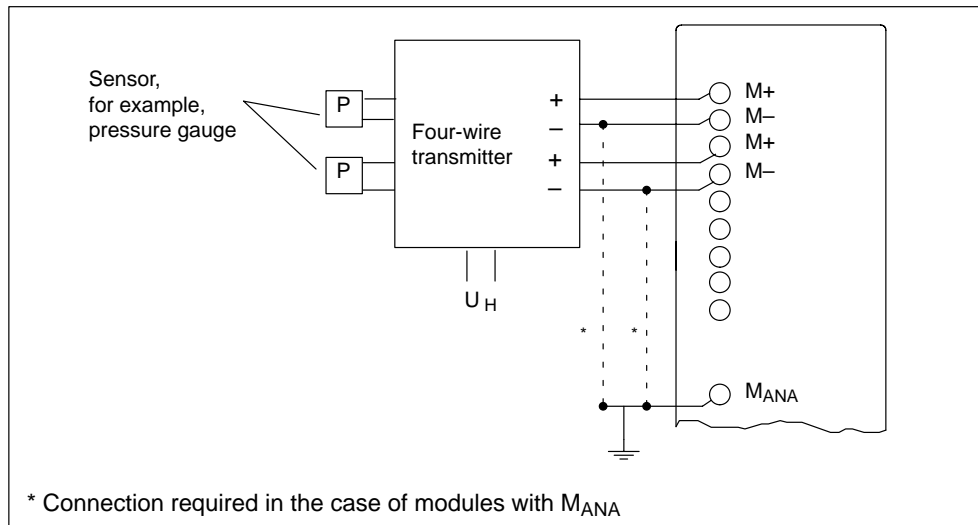 Sensor,
for example,
pressure gauge
P
P
Four-wire
transmitter
+
–
+
–
U H
M+
M–
M+
M–
*
*
MANA
* Connection required in the case of modules with MANA